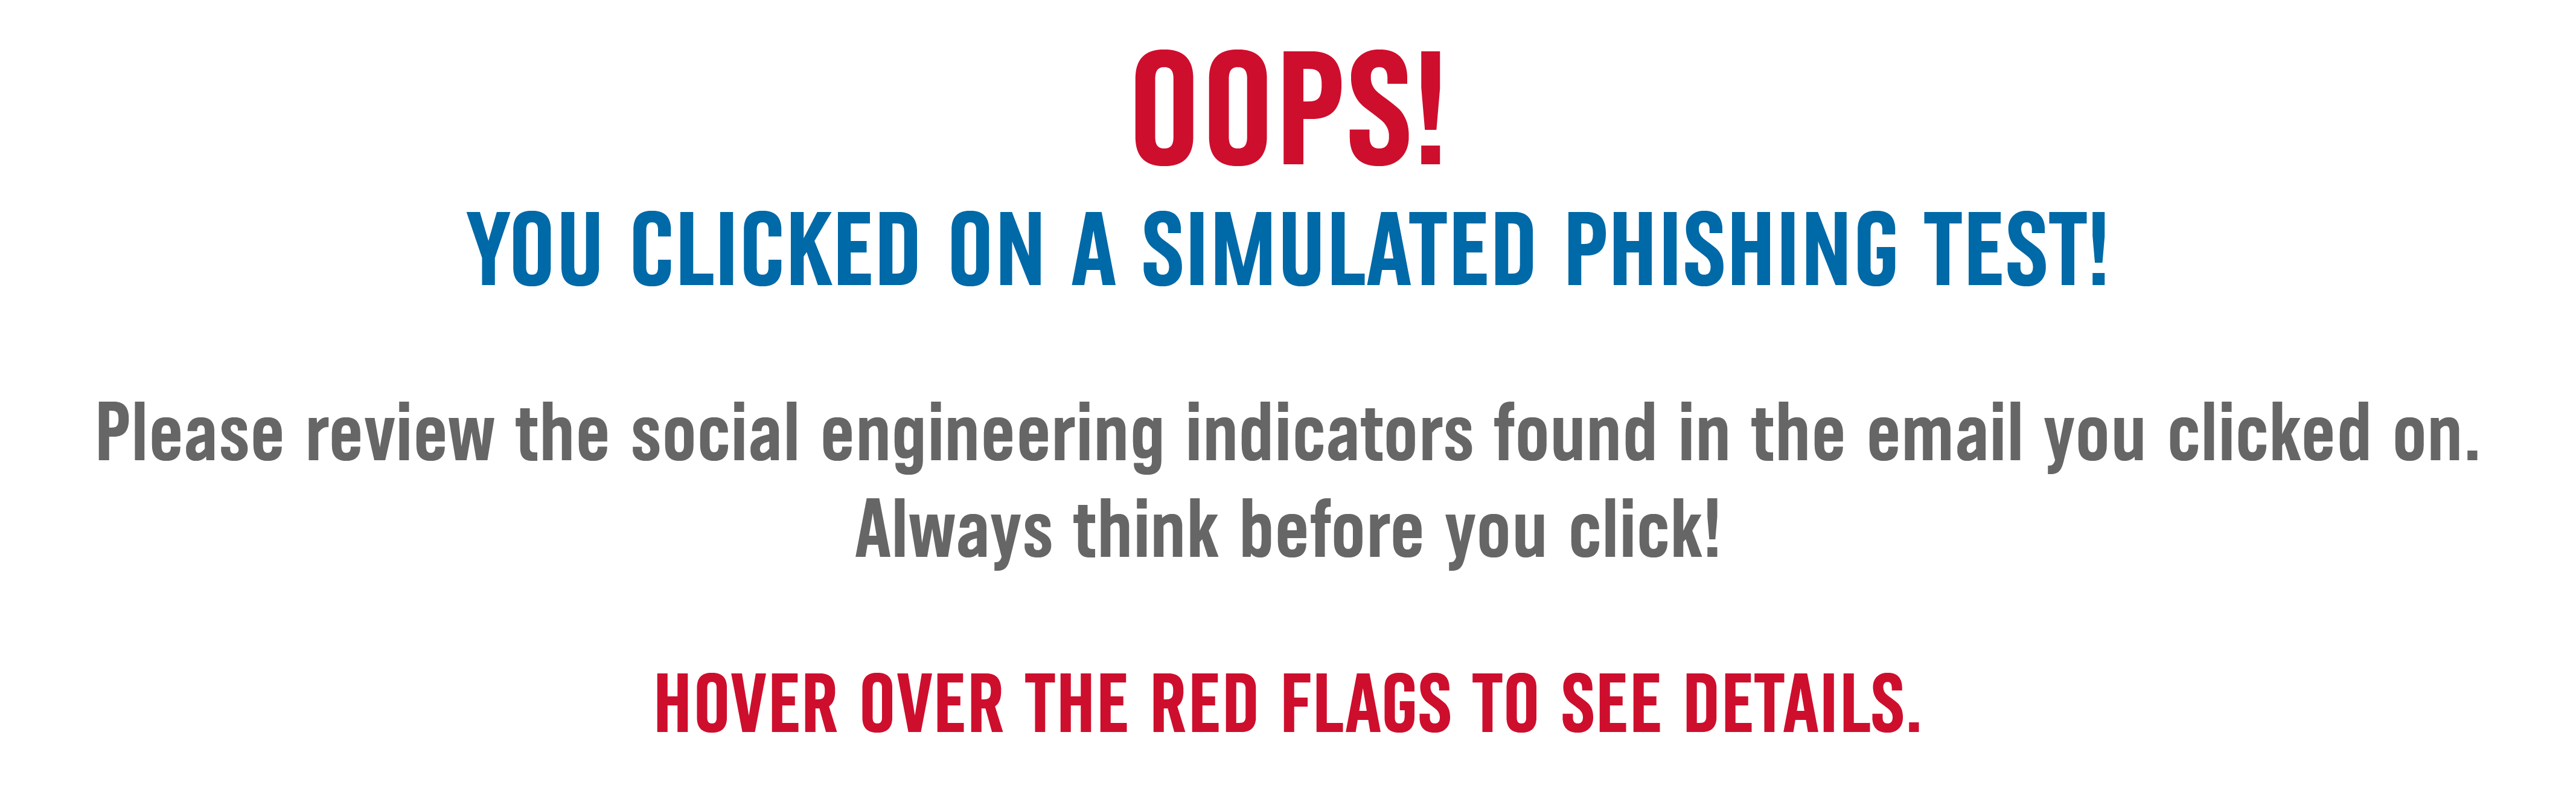 OOPS!
YOU CLICKED ON A SIMULATED PHISHING TEST!
Please review the social engineering indicators found in the email you clicked on.
Always think before you click!
HOVER OVER THE RED FLAGS TO SEE DETAILS.